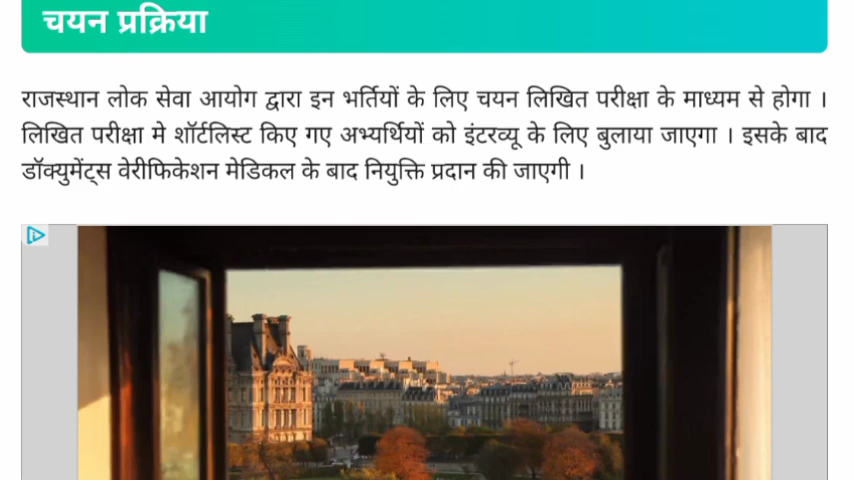 चयन प्रक्रिया
राजस्थान लोक सेवा आयोग द्वारा इन भर्तियों के लिए चयन लिखित परीक्षा के माध्यम से होगा ।
लिखित परीक्षा मे शॉर्टलिस्ट किए गए अभ्यर्थियों को इंटरव्यू के लिए बुलाया जाएगा । इसके बाद
डॉक्युमेंट्स वेरीफिकेशन मेडिकल के बाद नियुक्ति प्रदान की जाएगी ।